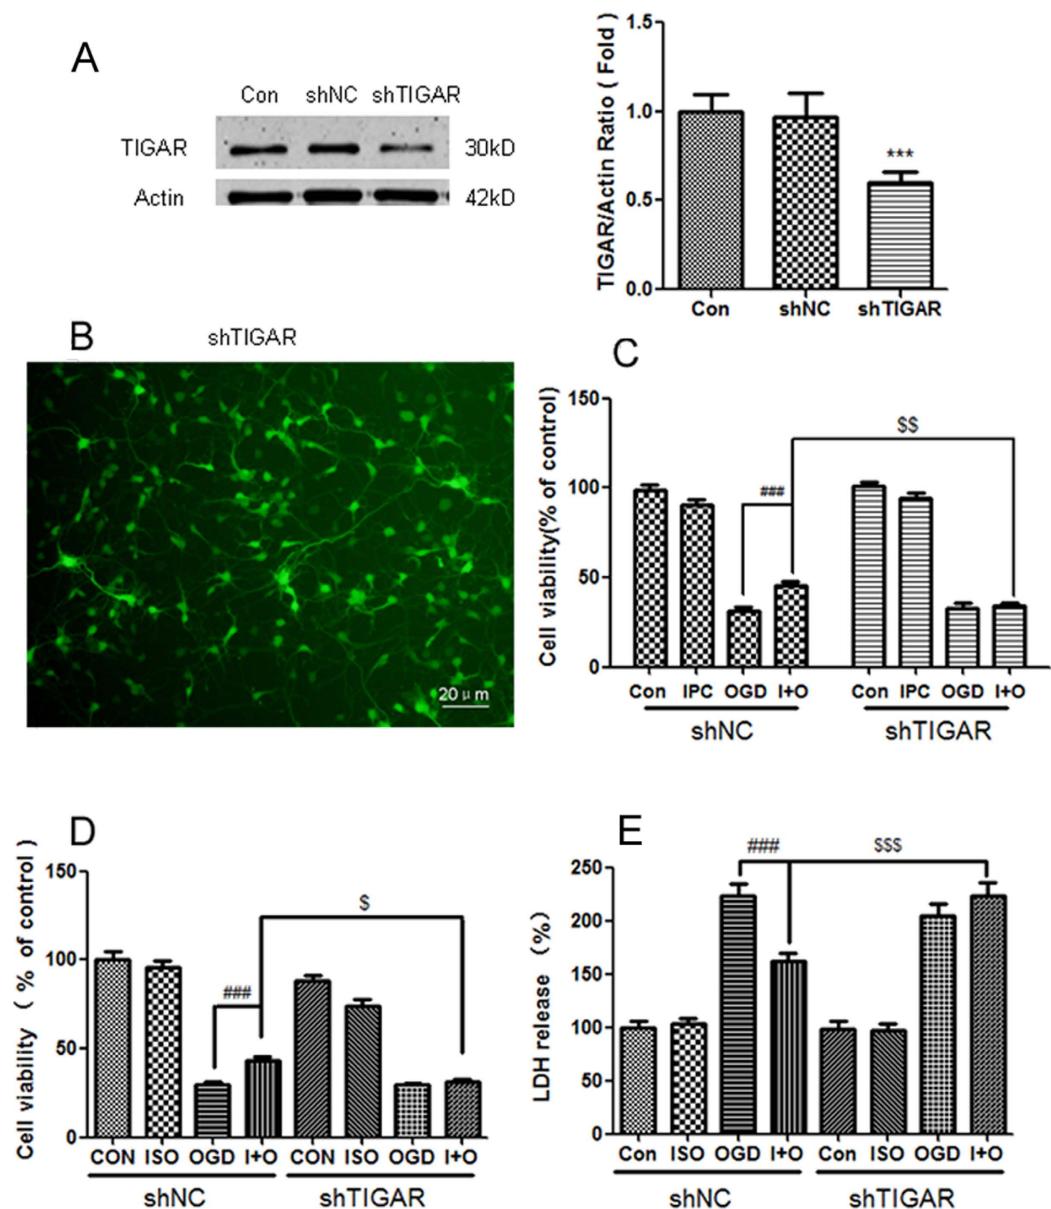 A
Con shNC shTIGAR
TIGAR 30kD
Actin 42kD
TIGAR/Actin Ratio ( Fold )
1.5
1.0
0.5
0.0
***
Con shNC shTIGAR
B
shTIGAR
20 μm
C
Cell viability(% of control)
150
100
50
0
###
$$
Con IPC OGD I+O Con IPC OGD I+O
shNC shTIGAR
D
Cell viability ( % of control)
150
100
50
0
###
$
CON ISO OGD I+O CON ISO OGD I+O
shNC shTIGAR
E
LDH release (%)
250
200
150
100
50
0
### $$$
Con ISO OGD I+O Con ISO OGD I+O
shNC shTIGAR